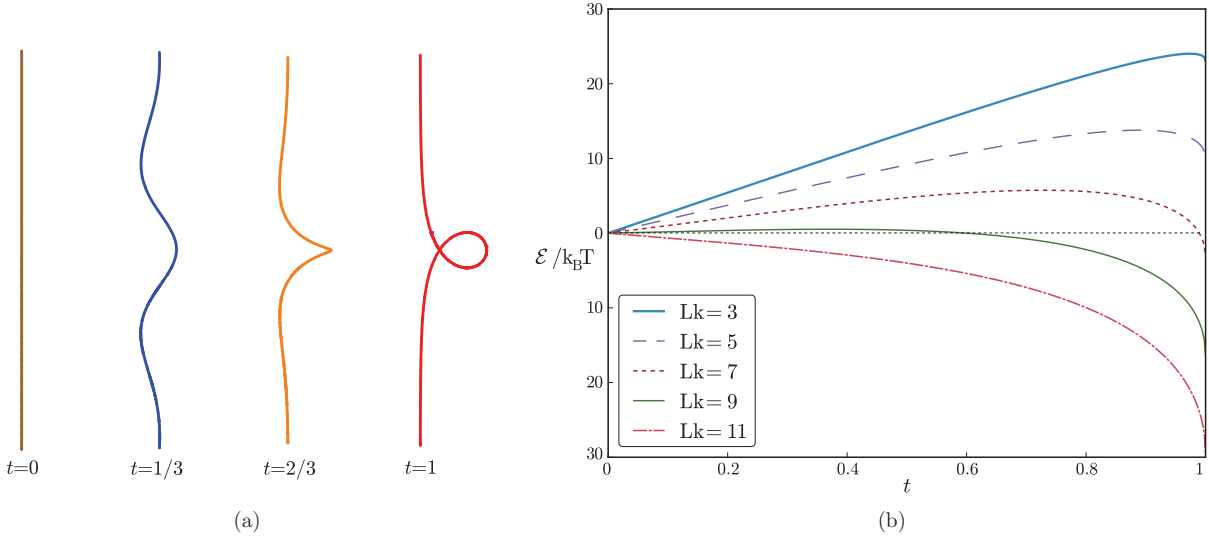 t=0
t=1/3
t=2/3
t=1
(a)
30
20
10
0
10
20
30
ℰ/k_BT
Lk= 3
Lk= 5
Lk= 7
Lk= 9
Lk= 11
0
0.2
0.4
0.6
0.8
1
t
(b)